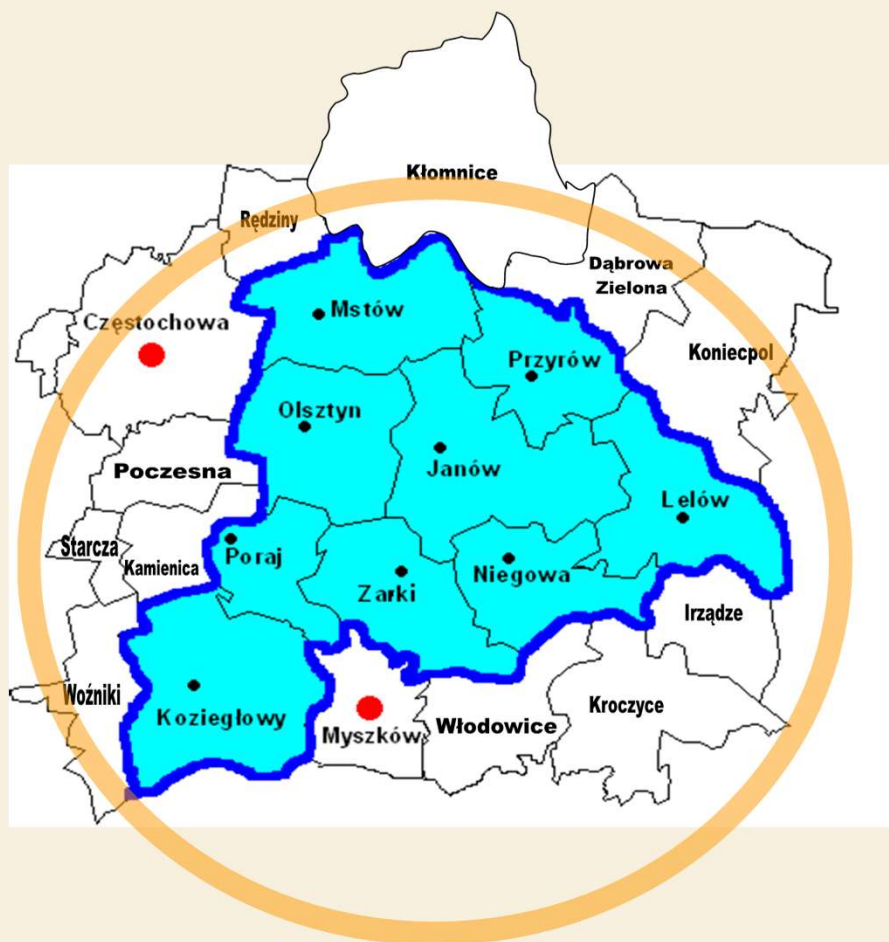 Kłomnice
Rędziny
Dąbrowa
Zielona
Mstów
Częstochowa
Koniecpol
Przyrów
Olsztyn
Janów
Poczesna
Lelów
Starcza
Kamienica
Poraj
Niegowa
Żarki
Irządze
Woźniki
Koziegłowy
Kroczyce
Włodowice
Myszków